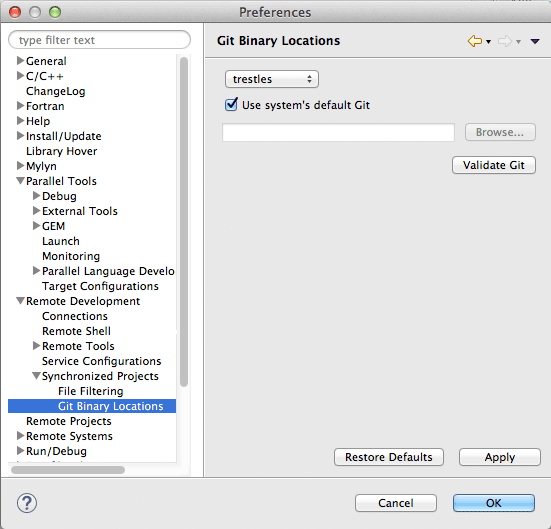 Preferences
type filter text
General
C/C++
ChangeLog
Fortran
Help
Install/Update
Library Hover
Mylyn
Parallel Tools
Debug
External Tools
GEM
Launch
Monitoring
Parallel Language Develo
Target Configurations
Remote Development
Connections
Remote Shell
Remote Tools
Service Configurations
Synchronized Projects
File Filtering
Git Binary Locations
Remote Projects
Remote Systems
Run/Debug
Git Binary Locations
trestles
Use system's default Git
Browse...
Validate Git
Restore Defaults
Apply
?
Cancel
OK